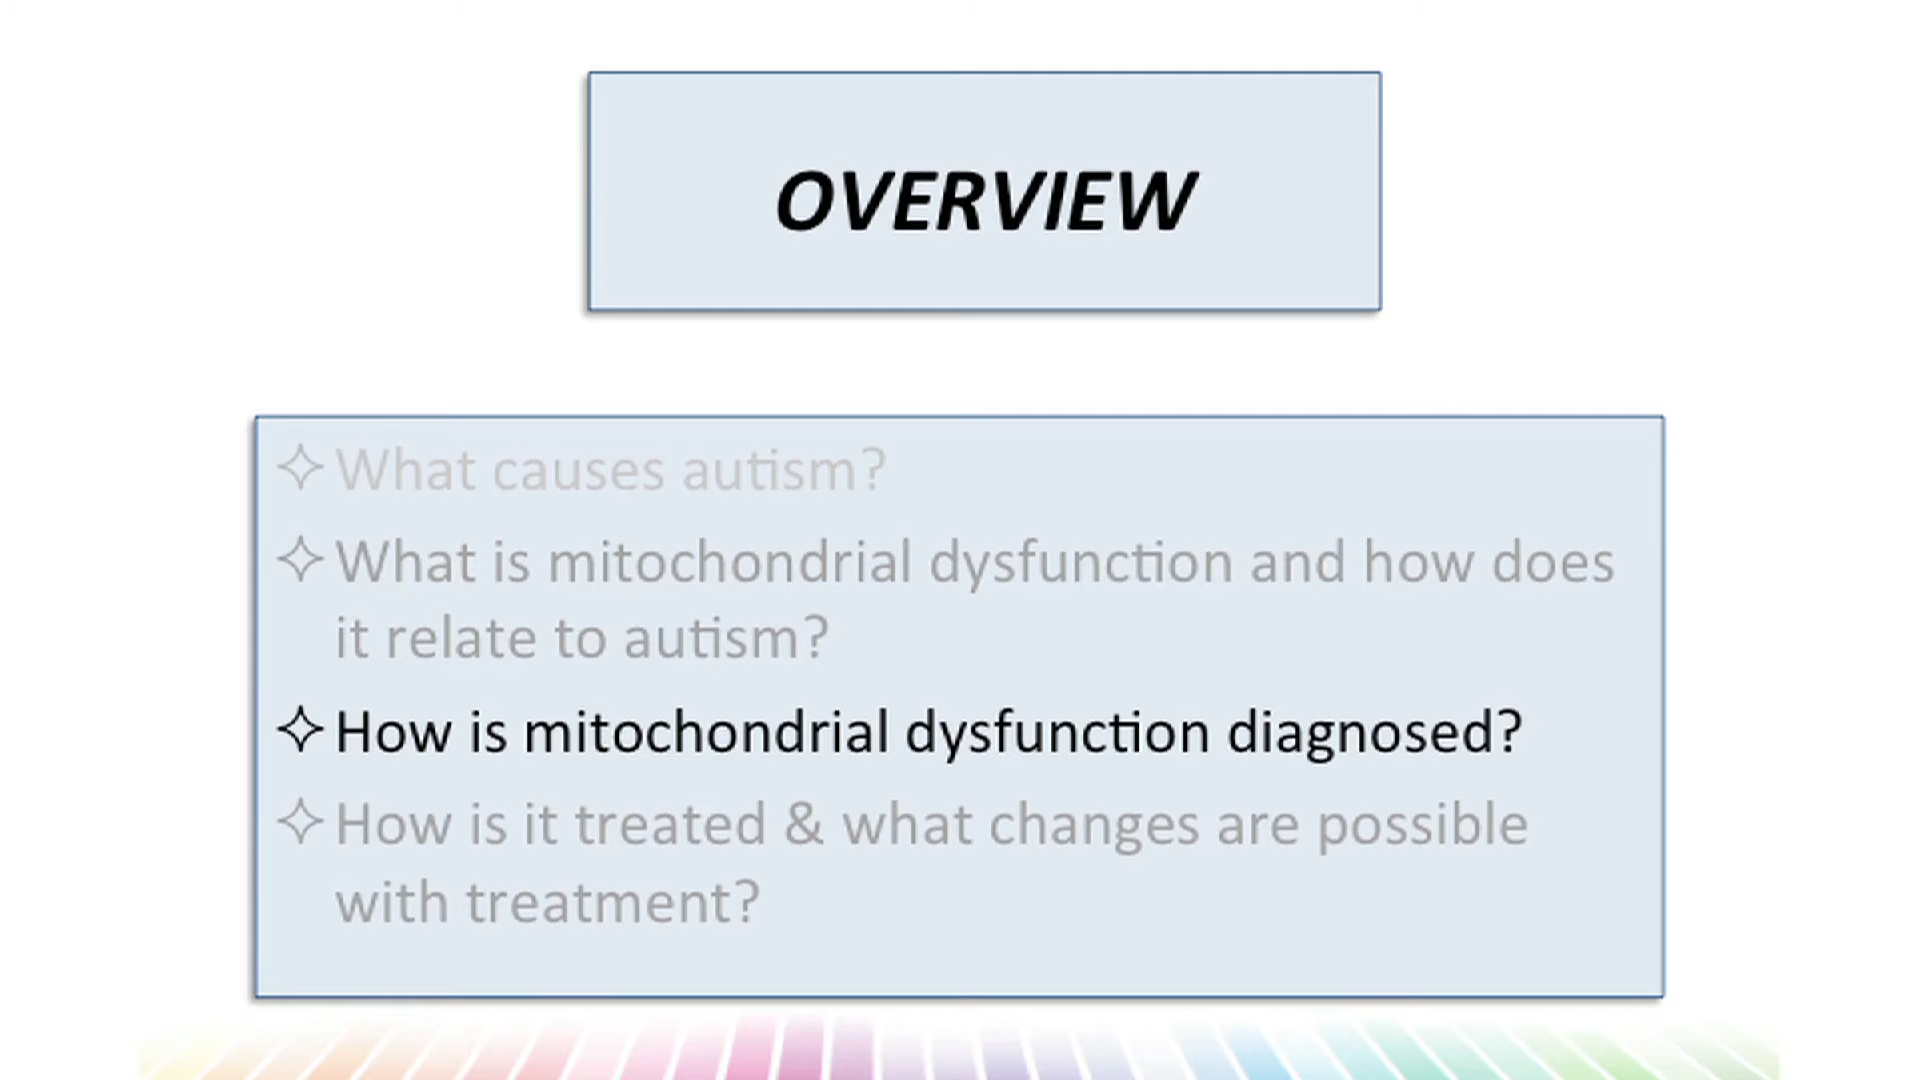 OVERVIEW
✧ What causes autism?
✧ What is mitochondrial dysfunction and how does
it relate to autism?
✧ How is mitochondrial dysfunction diagnosed?
✧ How is it treated & what changes are possible
with treatment?